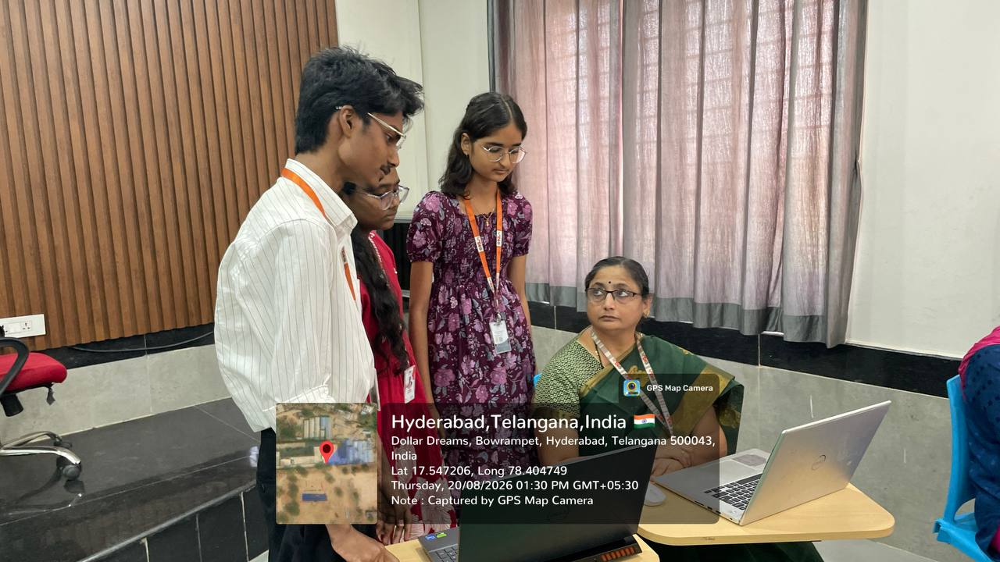 GPS Map Camera
Hyderabad,Telangana,India
Dollar Dreams, Bowrampet, Hyderabad, Telangana 500043,
India
Lat 17.547206, Long 78.404749
Thursday, 20/08/2026 01:30 PM GMT+05:30
Note : Captured by GPS Map Camera